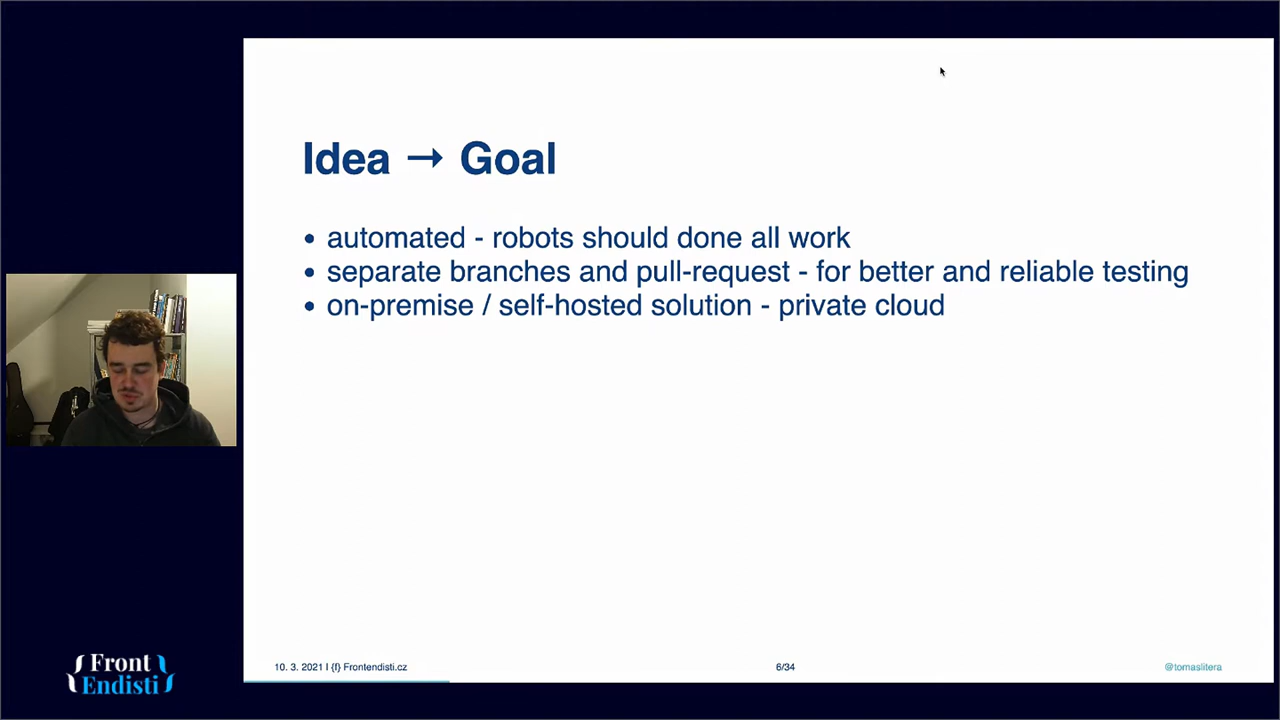 Idea → Goal
• automated - robots should done all work
• separate branches and pull-request - for better and reliable testing
• on-premise / self-hosted solution - private cloud
{Front
Endisti}
10. 3. 2021 | {f} Frontendisti.cz
6/34
@tomaslitera